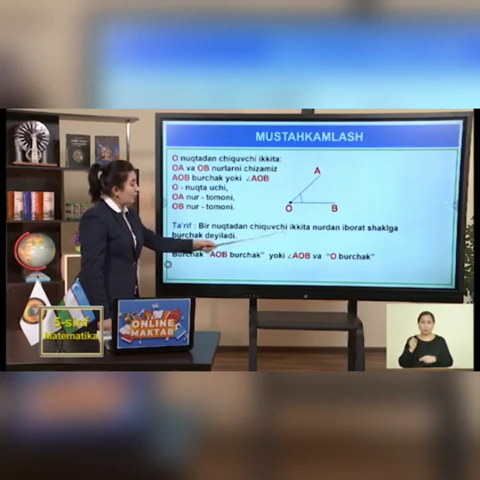 MUSTAHKAMLASH
O nuqtadan chiquvchi ikkita:
OA va OB nurlarni chizamiz
AOB burchak yoki ∠AOB
O - nuqta uchi,
OA nur - tomoni,
OB nur - tomoni.
A
O
B
Ta'rif : Bir nuqtadan chiquvchi ikkita nurdan iborat shaklga
burchak deyiladi.
Burchak "AOB burchak" yoki ∠AOB va "O burchak"
5-sinf
Matematika
ONLINE
MAKTAB